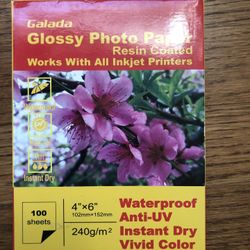 Galada
Glossy Photo Paper
Resin Coated
Works With All Inkjet Printers
Instant Dry
100
sheets
4"×6"
102mm×152mm
240g/m²
Waterproof
Anti-UV
Instant Dry
Vivid Color